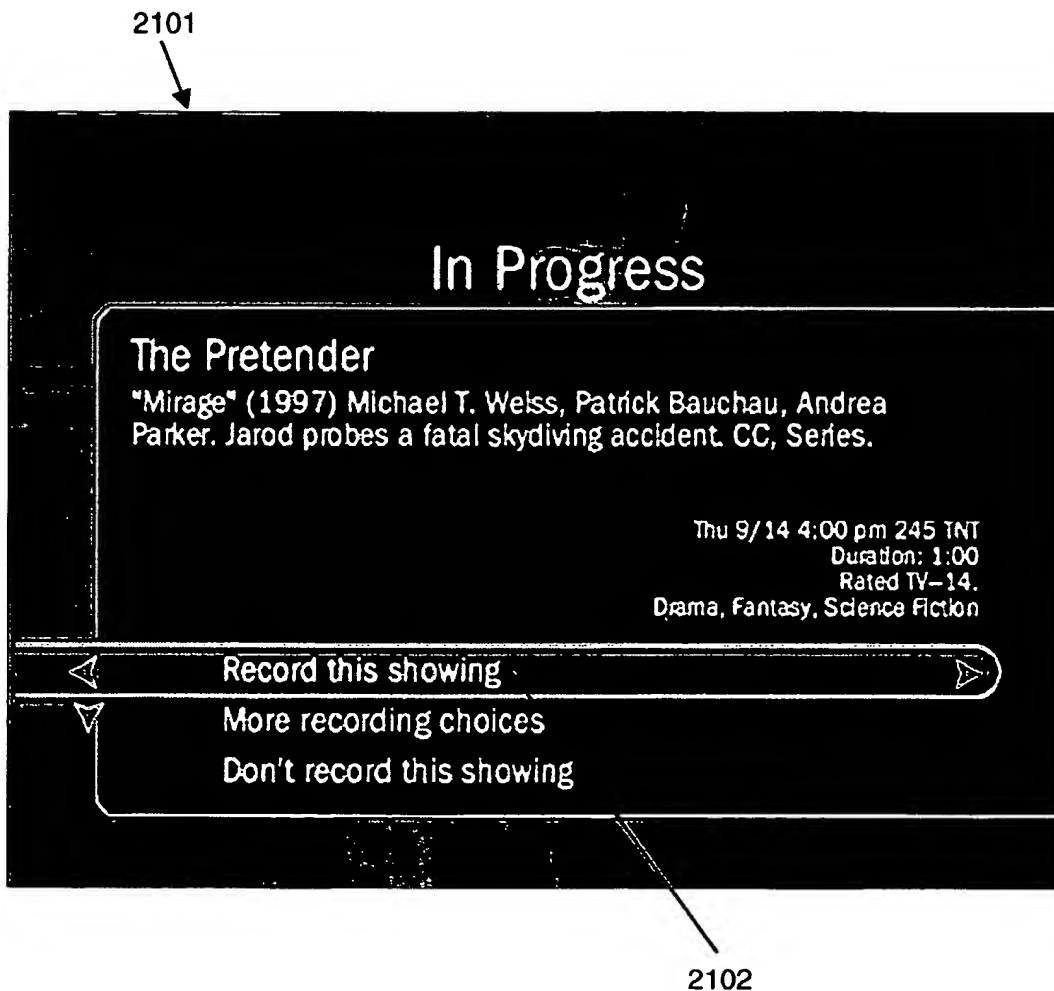 2101
In Progress
The Pretender
"Mirage" (1997) Michael T. Weiss, Patrick Bauchau, Andrea
Parker. Jarod probes a fatal skydiving accident. CC, Series.
Thu 9/14 4:00 pm 245 TNT
Duration: 1:00
Rated TV-14.
Drama, Fantasy, Science Fiction
Record this showing
More recording choices
Don't record this showing
2102